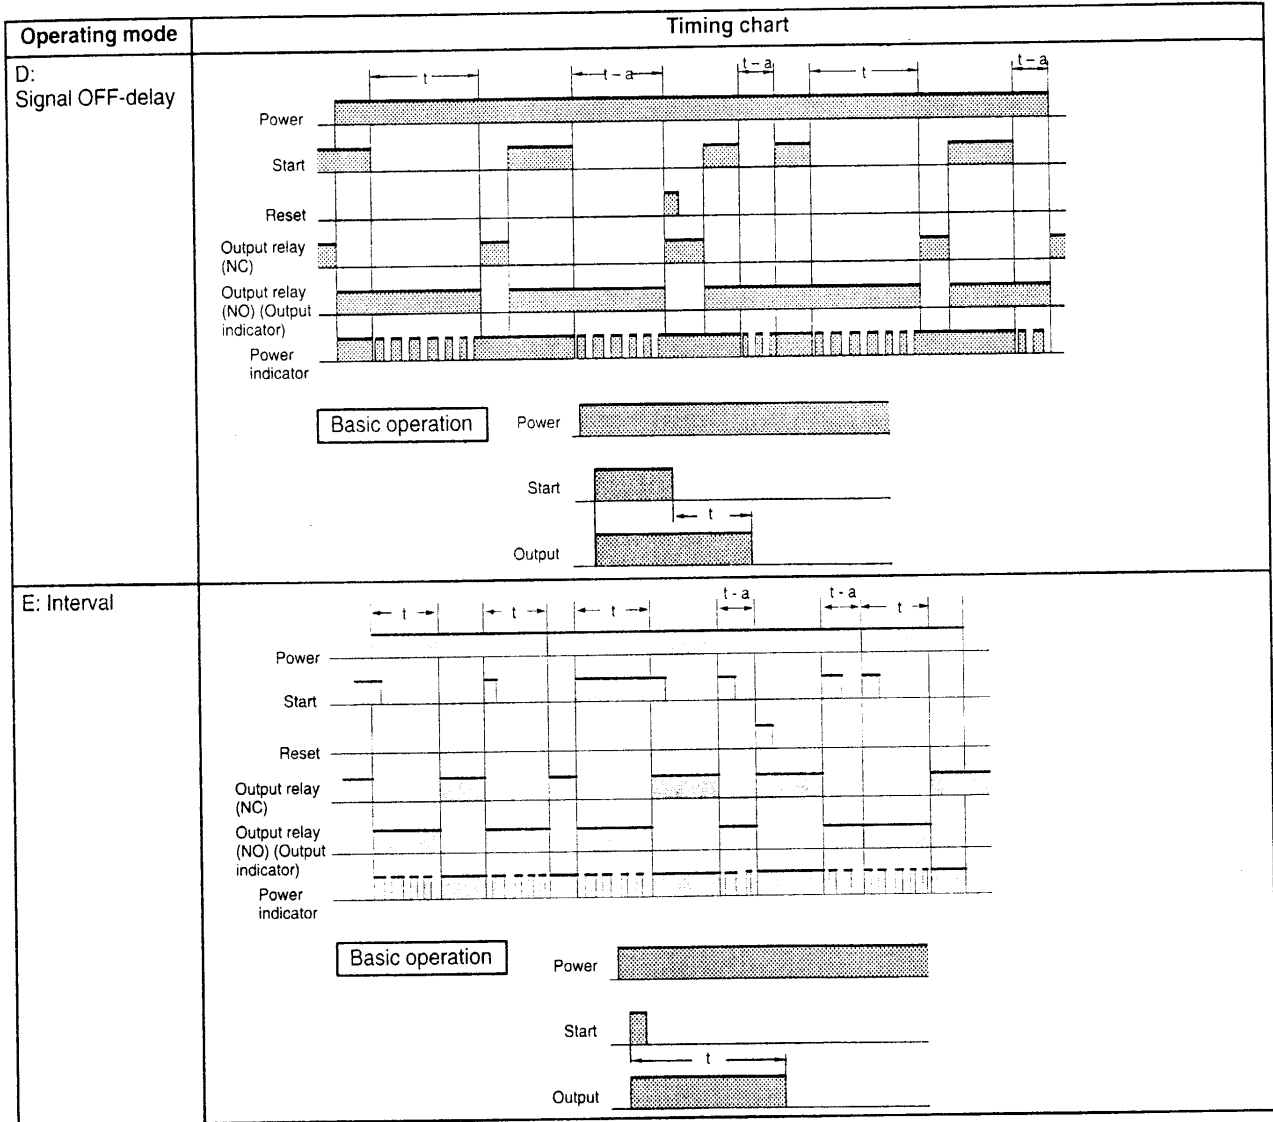 Operating mode
Timing chart
D:
Signal OFF-delay
t
t – a
t – a
t
t – a
Power
Start
Reset
Output relay
(NC)
Output relay
(NO) (Output
indicator)
Power
indicator
Basic operation
Power
Start
t
Output
E: Interval
t
t
t
t - a
t - a
t
Power
Start
Reset
Output relay
(NC)
Output relay
(NO) (Output
indicator)
Power
indicator
Basic operation
Power
Start
t
Output